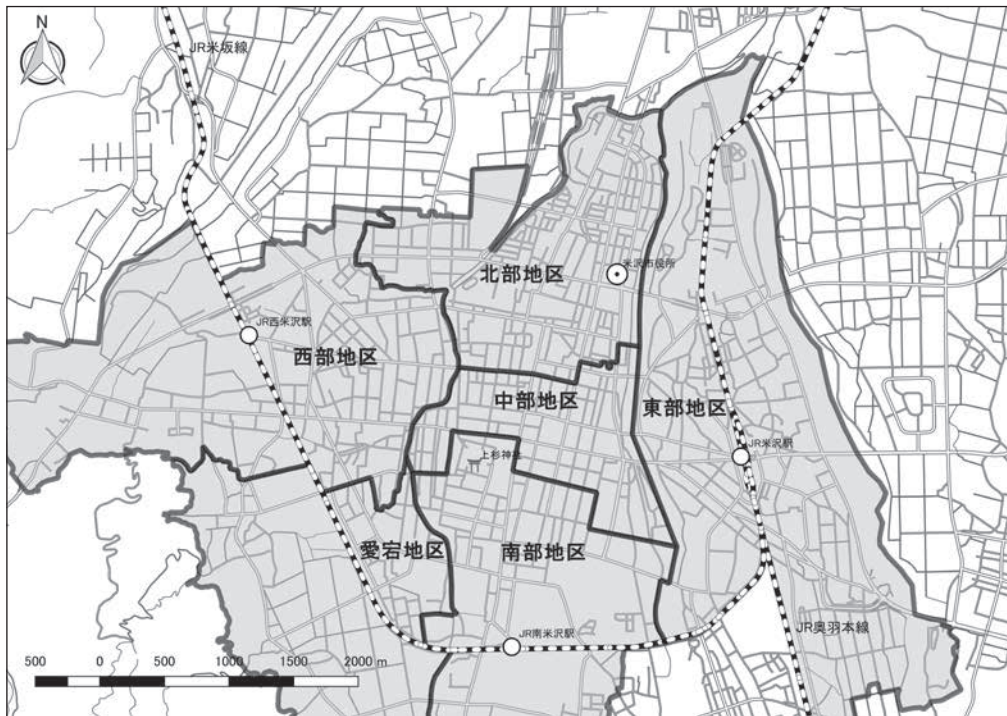 N
JR米坂線
北部地区
米沢市役所
JR西米沢駅
西部地区
中部地区
東部地区
上杉神社
JR米沢駅
愛宕地区
南部地区
JR南米沢駅
JR奥羽本線
500 0 500 1000 1500 2000 m